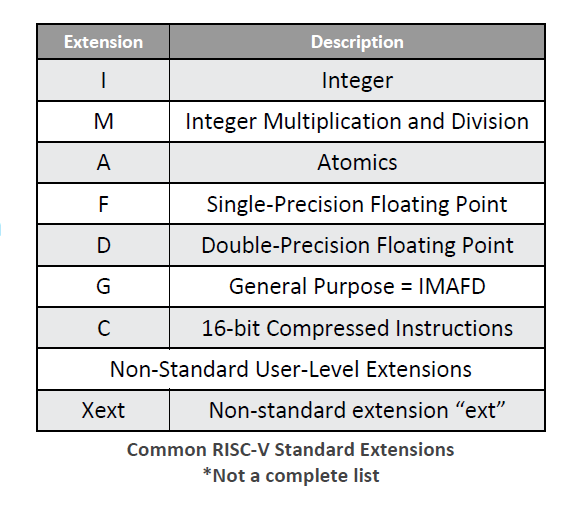 Extension Description
I Integer
M Integer Multiplication and Division
A Atomics
F Single-Precision Floating Point
D Double-Precision Floating Point
G General Purpose = IMAFD
C 16-bit Compressed Instructions
Non-Standard User-Level Extensions
Xext Non-standard extension “ext”
Common RISC-V Standard Extensions
*Not a complete list